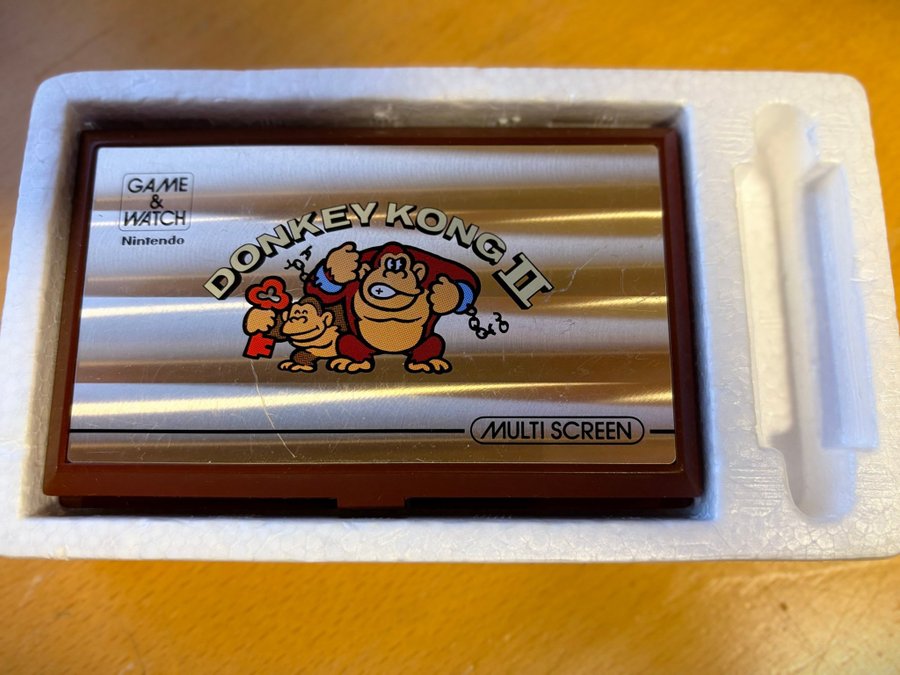 GAME
&
WATCH
Nintendo
DONKEY KONG II
MULTI SCREEN